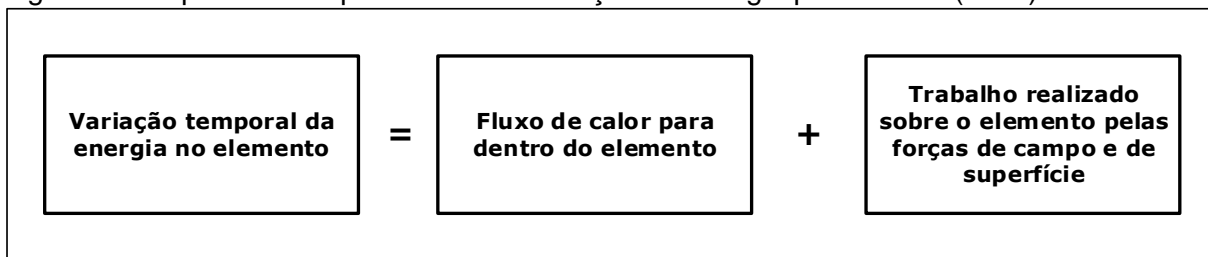 Variação temporal da
energia no elemento
=
Fluxo de calor para
dentro do elemento
+
Trabalho realizado
sobre o elemento pelas
forças de campo e de
superfície